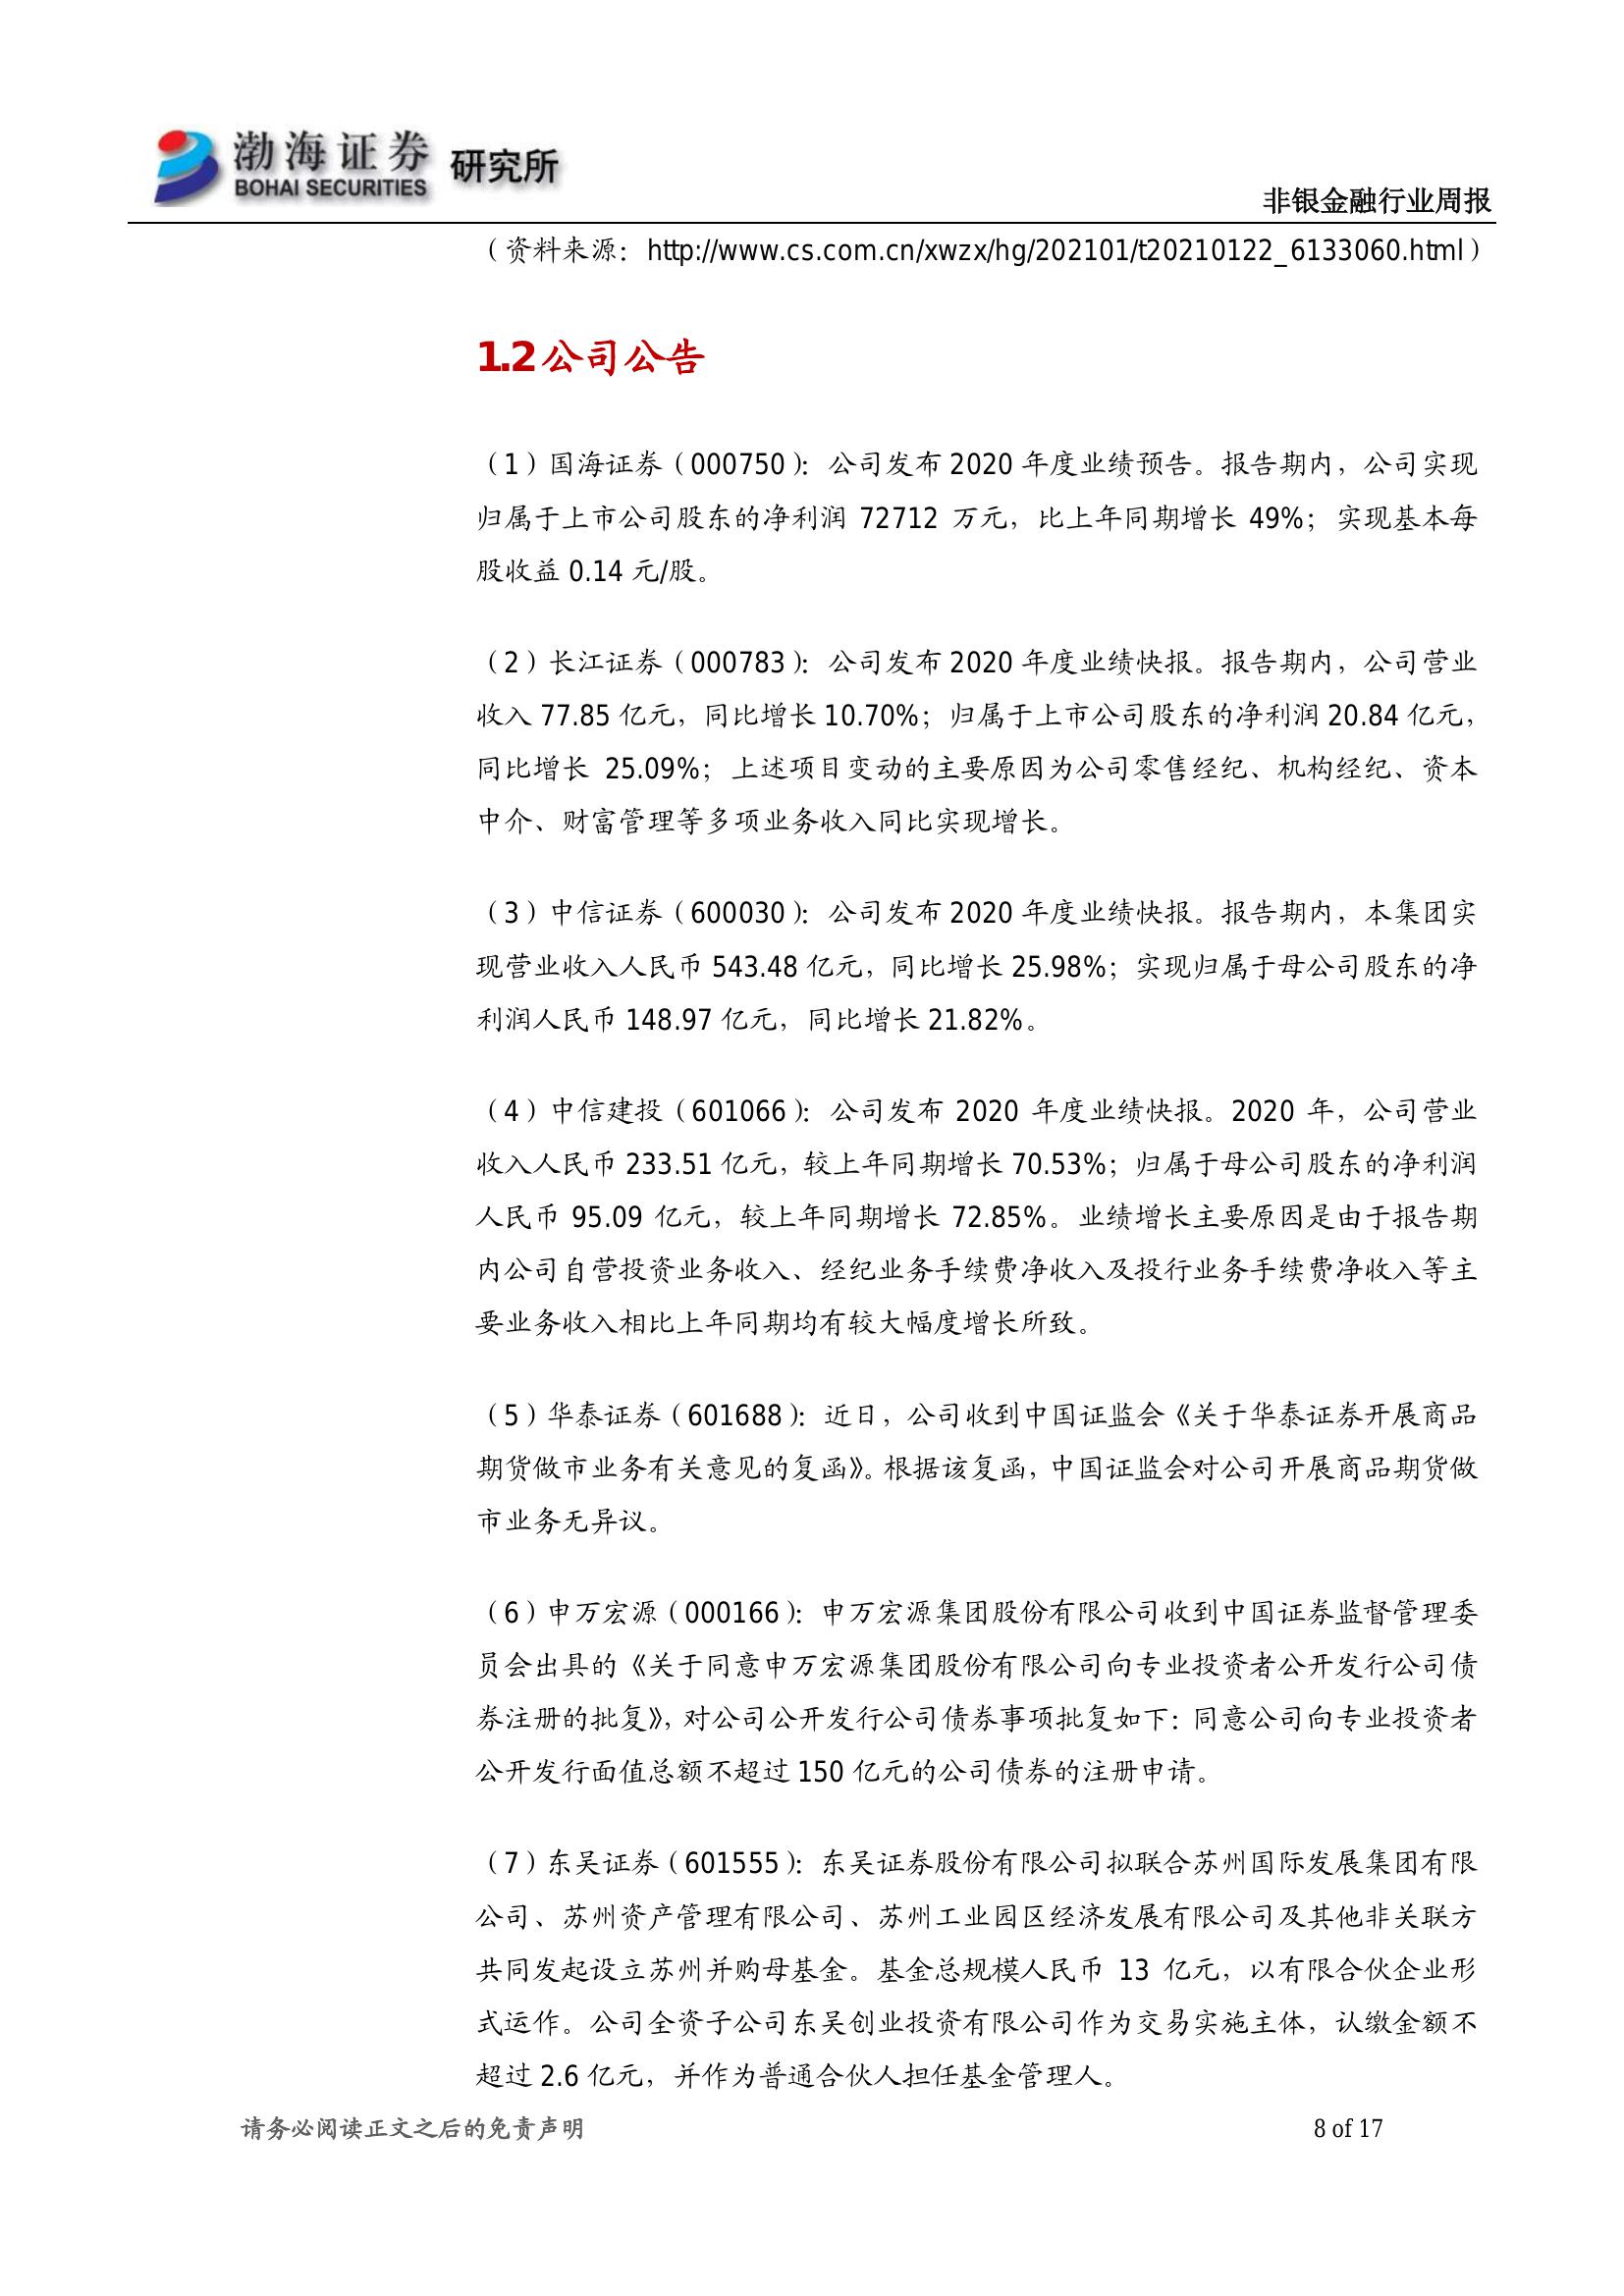 渤海证券 研究所
BOHAI SECURITIES
非银金融行业周报
（资料来源：http://www.cs.com.cn/xwzx/hg/202101/t20210122_6133060.html）
1.2 公司公告
（1）国海证券（000750）：公司发布 2020 年度业绩预告。报告期内，公司实现
归属于上市公司股东的净利润 72712 万元，比上年同期增长 49%；实现基本每
股收益 0.14 元/股。
（2）长江证券（000783）：公司发布 2020 年度业绩快报。报告期内，公司营业
收入 77.85 亿元，同比增长 10.70%；归属于上市公司股东的净利润 20.84 亿元，
同比增长 25.09%；上述项目变动的主要原因为公司零售经纪、机构经纪、资本
中介、财富管理等多项业务收入同比实现增长。
（3）中信证券（600030）：公司发布 2020 年度业绩快报。报告期内，本集团实
现营业收入人民币 543.48 亿元，同比增长 25.98%；实现归属于母公司股东的净
利润人民币 148.97 亿元，同比增长 21.82%。
（4）中信建投（601066）：公司发布 2020 年度业绩快报。2020 年，公司营业
收入人民币 233.51 亿元，较上年同期增长 70.53%；归属于母公司股东的净利润
人民币 95.09 亿元，较上年同期增长 72.85%。业绩增长主要原因是由于报告期
内公司自营投资业务收入、经纪业务手续费净收入及投行业务手续费净收入等主
要业务收入相比上年同期均有较大幅度增长所致。
（5）华泰证券（601688）：近日，公司收到中国证监会《关于华泰证券开展商品
期货做市业务有关意见的复函》。根据该复函，中国证监会对公司开展商品期货做
市业务无异议。
（6）申万宏源（000166）：申万宏源集团股份有限公司收到中国证券监督管理委
员会出具的《关于同意申万宏源集团股份有限公司向专业投资者公开发行公司债
券注册的批复》，对公司公开发行公司债券事项批复如下：同意公司向专业投资者
公开发行面值总额不超过 150 亿元的公司债券的注册申请。
（7）东吴证券（601555）：东吴证券股份有限公司拟联合苏州国际发展集团有限
公司、苏州资产管理有限公司、苏州工业园区经济发展有限公司及其他非关联方
共同发起设立苏州并购母基金。基金总规模人民币 13 亿元，以有限合伙企业形
式运作。公司全资子公司东吴创业投资有限公司作为交易实施主体，认缴金额不
超过 2.6 亿元，并作为普通合伙人担任基金管理人。
请务必阅读正文之后的免责声明
8 of 17